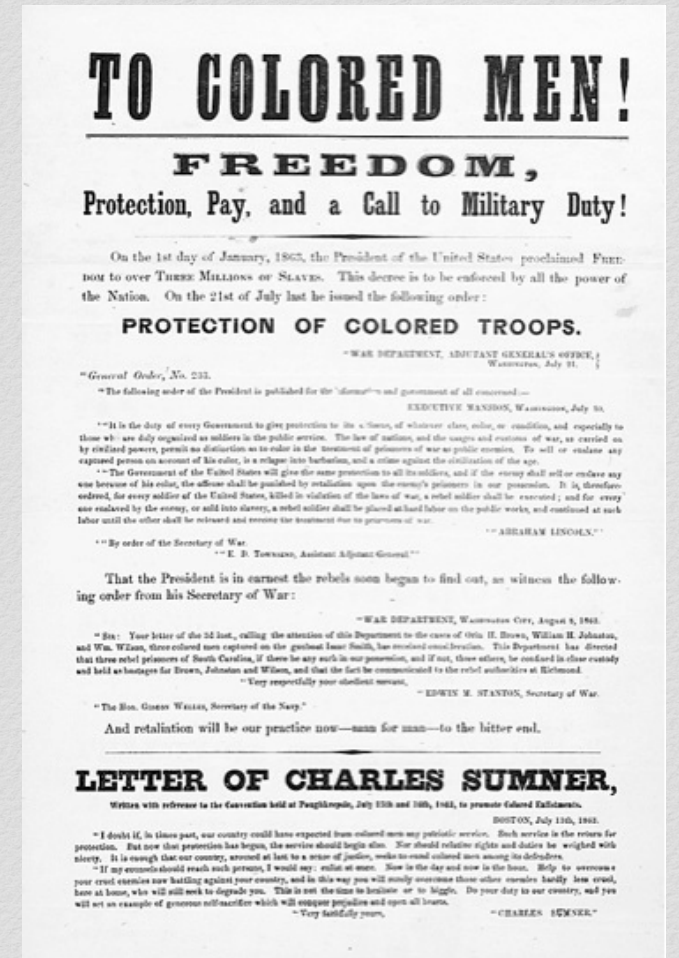 TO COLORED MEN!
FREEDOM,
Protection, Pay, and a Call to Military Duty!
On the 1st day of January, 1863, the President of the United States proclaimed FREE-
DOM to over THREE MILLIONS OF SLAVES. This decree is to be enforced by all the power of
the Nation. On the 21st of July last he issued the following order:
PROTECTION OF COLORED TROOPS.
"WAR DEPARTMENT, ADJUTANT GENERAL'S OFFICE,
WASHINGTON, July 21.
"General Order, No. 233.
"The following order of the President is published for the information and government of all concerned:—
EXECUTIVE MANSION, WASHINGTON, July 30.
"'It is the duty of every Government to give protection to its citizens, of whatever class, color, or condition, and especially to
those who are duly organized as soldiers in the public service. The law of nations, and the usages and customs of war, as carried on
by civilized powers, permit no distinction as to color in the treatment of prisoners of war as public enemies. To sell or enslave any
captured person on account of his color, is a relapse into barbarism, and a crime against the civilization of the age.
"'The Government of the United States will give the same protection to all its soldiers, and if the enemy shall sell or enslave any
one because of his color, the offense shall be punished by retaliation upon the enemy's prisoners in our possession. It is, therefore
ordered, for every soldier of the United States, killed in violation of the laws of war, a rebel soldier shall be executed; and for every
one enslaved by the enemy, or sold into slavery, a rebel soldier shall be placed at hard labor on the public works, and continued at such
labor until the other shall be released and receive the treatment due to prisoners of war.
"'ABRAHAM LINCOLN.'"
"'By order of the Secretary of War.
"'E. D. TOWNSEND, Assistant Adjutant General.'"
That the President is in earnest the rebels soon began to find out, as witness the follow-
ing order from his Secretary of War:
"WAR DEPARTMENT, WASHINGTON CITY, August 8, 1863.
"SIR: Your letter of the 3d inst., calling the attention of this Department to the cases of Orin H. Brown, William H. Johnston,
and Wm. Wilson, three colored men captured on the gunboat Isaac Smith, has received consideration. This Department has directed
that three rebel prisoners of South Carolina, if there be any such in our possession, and if not, three others, be confined in close custody
and held as hostages for Brown, Johnston and Wilson, and that the fact be communicated to the rebel authorities at Richmond.
"Very respectfully your obedient servant,
"EDWIN M. STANTON, Secretary of War.
"The Hon. GIDEON WELLES, Secretary of the Navy."
And retaliation will be our practice now—man for man—to the bitter end.
LETTER OF CHARLES SUMNER,
Written with reference to the Convention held at Poughkeepsie, July 15th and 16th, 1863, to promote Colored Enlistments.
BOSTON, July 13th, 1863.
"I doubt if, in times past, our country could have expected from colored men any patriotic service. Such service is the return for
protection. But now that protection has begun, the service should begin also. Nor should relative rights and duties be weighed with
nicety. It is enough that our country, aroused at last to a sense of justice, seeks to enrol colored men among its defenders.
"If my counsels should reach such persons, I would say: enlist at once. Now is the day and now is the hour. Help to overcome
your cruel enemies now battling against your country, and in this way you will surely overcome those other enemies hardly less cruel,
here at home, who will still seek to degrade you. This is not the time to hesitate or to higgle. Do your duty to our country, and you
will set an example of generous self-sacrifice which will conquer prejudice and open all hearts.
"Very faithfully yours,
"CHARLES SUMNER."